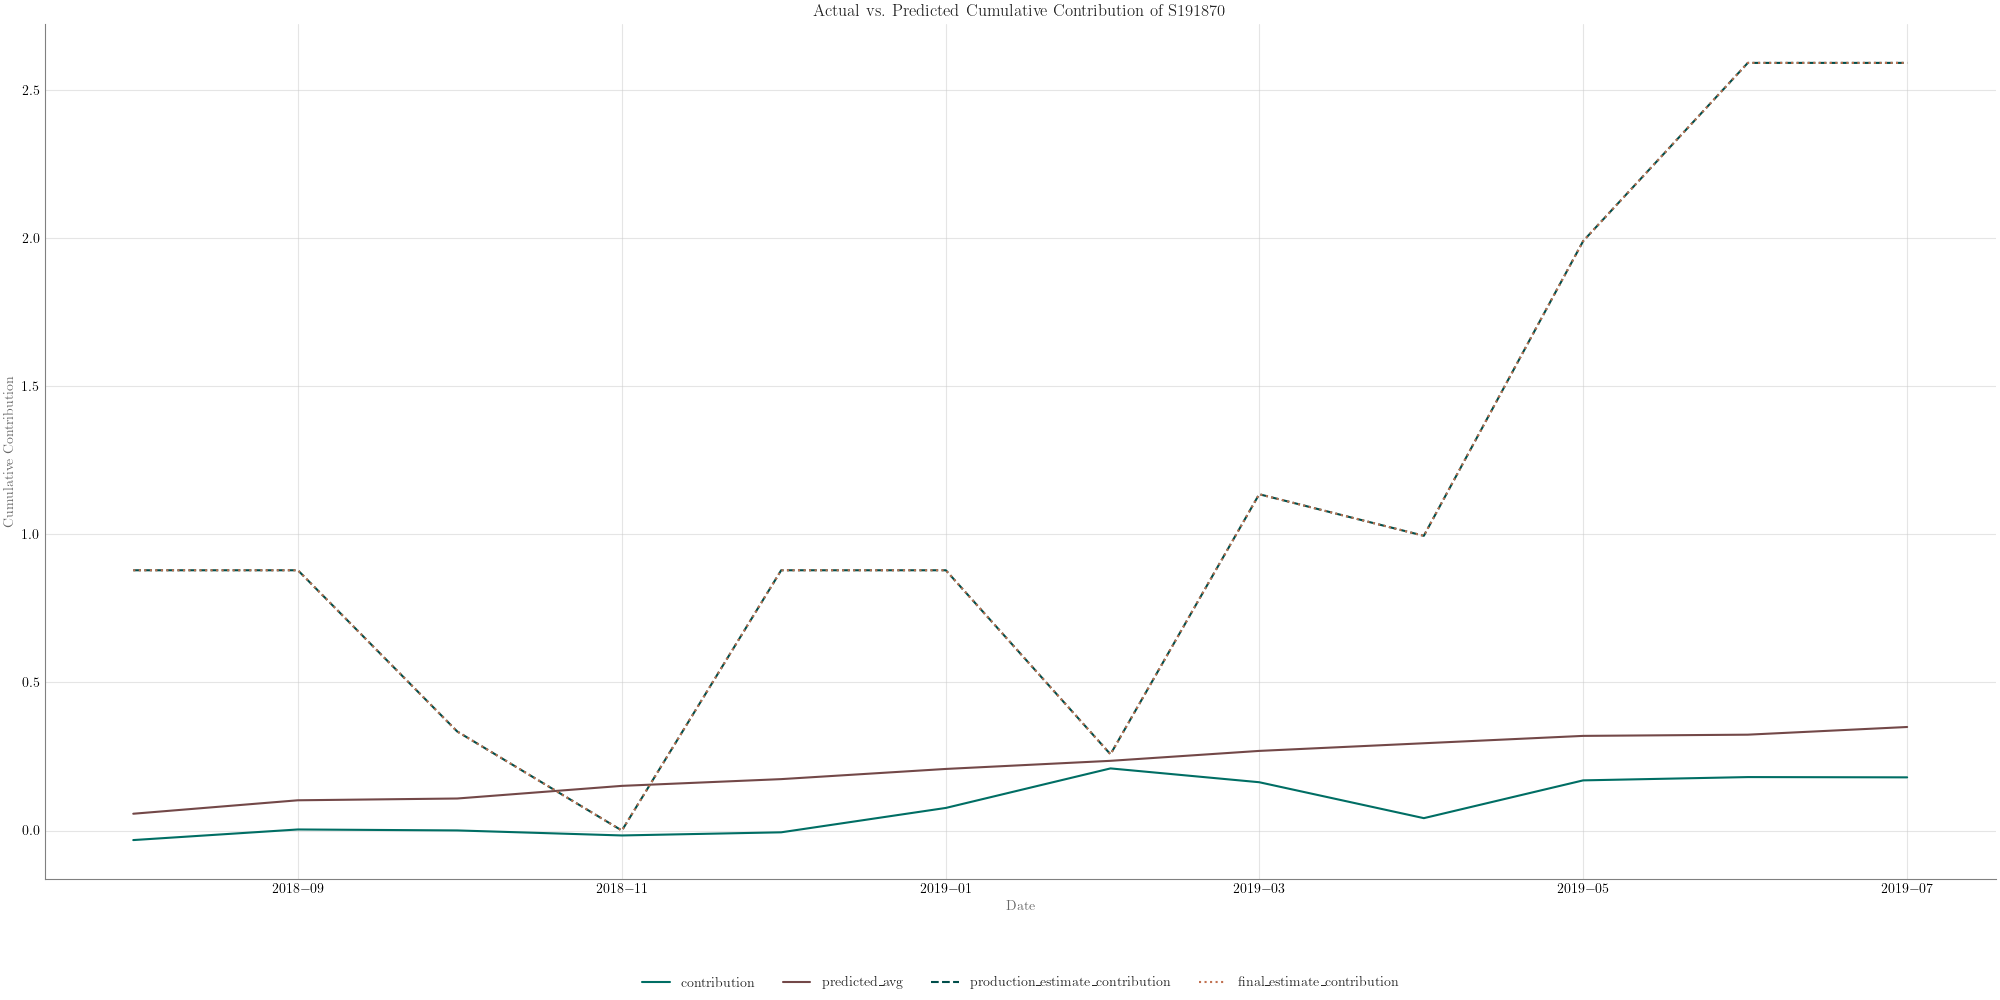 Actual vs. Predicted Cumulative Contribution of S191870
Cumulative Contribution
2.5
2.0
1.5
1.0
0.5
0.0
2018−09 2018−11 2019−01 2019−03 2019−05 2019−07
Date
contribution predicted_avg production_estimate_contribution final_estimate_contribution